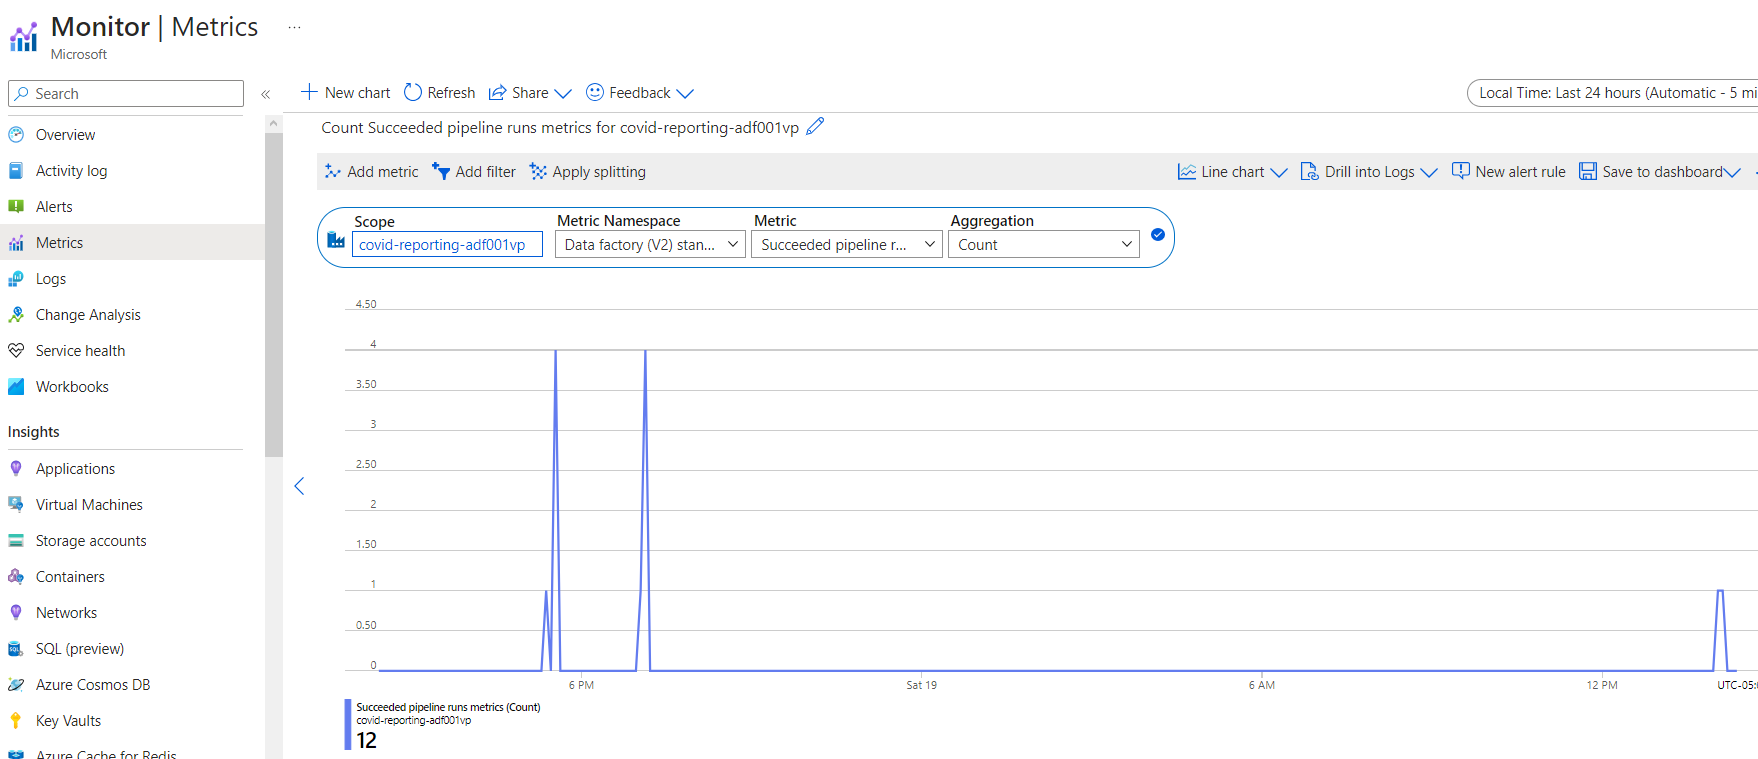 Monitor | Metrics ...
Microsoft
Search
«
New chart
Refresh
Share
Feedback
Local Time: Last 24 hours (Automatic - 5 mi
Overview
Activity log
Alerts
Metrics
Logs
Change Analysis
Service health
Workbooks
Insights
Applications
Virtual Machines
Storage accounts
Containers
Networks
SQL (preview)
Azure Cosmos DB
Key Vaults
Azure Cache for Redis
Count Succeeded pipeline runs metrics for covid-reporting-adf001vp
Add metric
Add filter
Apply splitting
Line chart
Drill into Logs
New alert rule
Save to dashboard
Scope
covid-reporting-adf001vp
Metric Namespace
Data factory (V2) stan...
Metric
Succeeded pipeline r...
Aggregation
Count
4.50
4
3.50
3
2.50
2
1.50
1
0.50
0
6 PM
Sat 19
6 AM
12 PM
UTC-05:
Succeeded pipeline runs metrics (Count)
covid-reporting-adf001vp
12